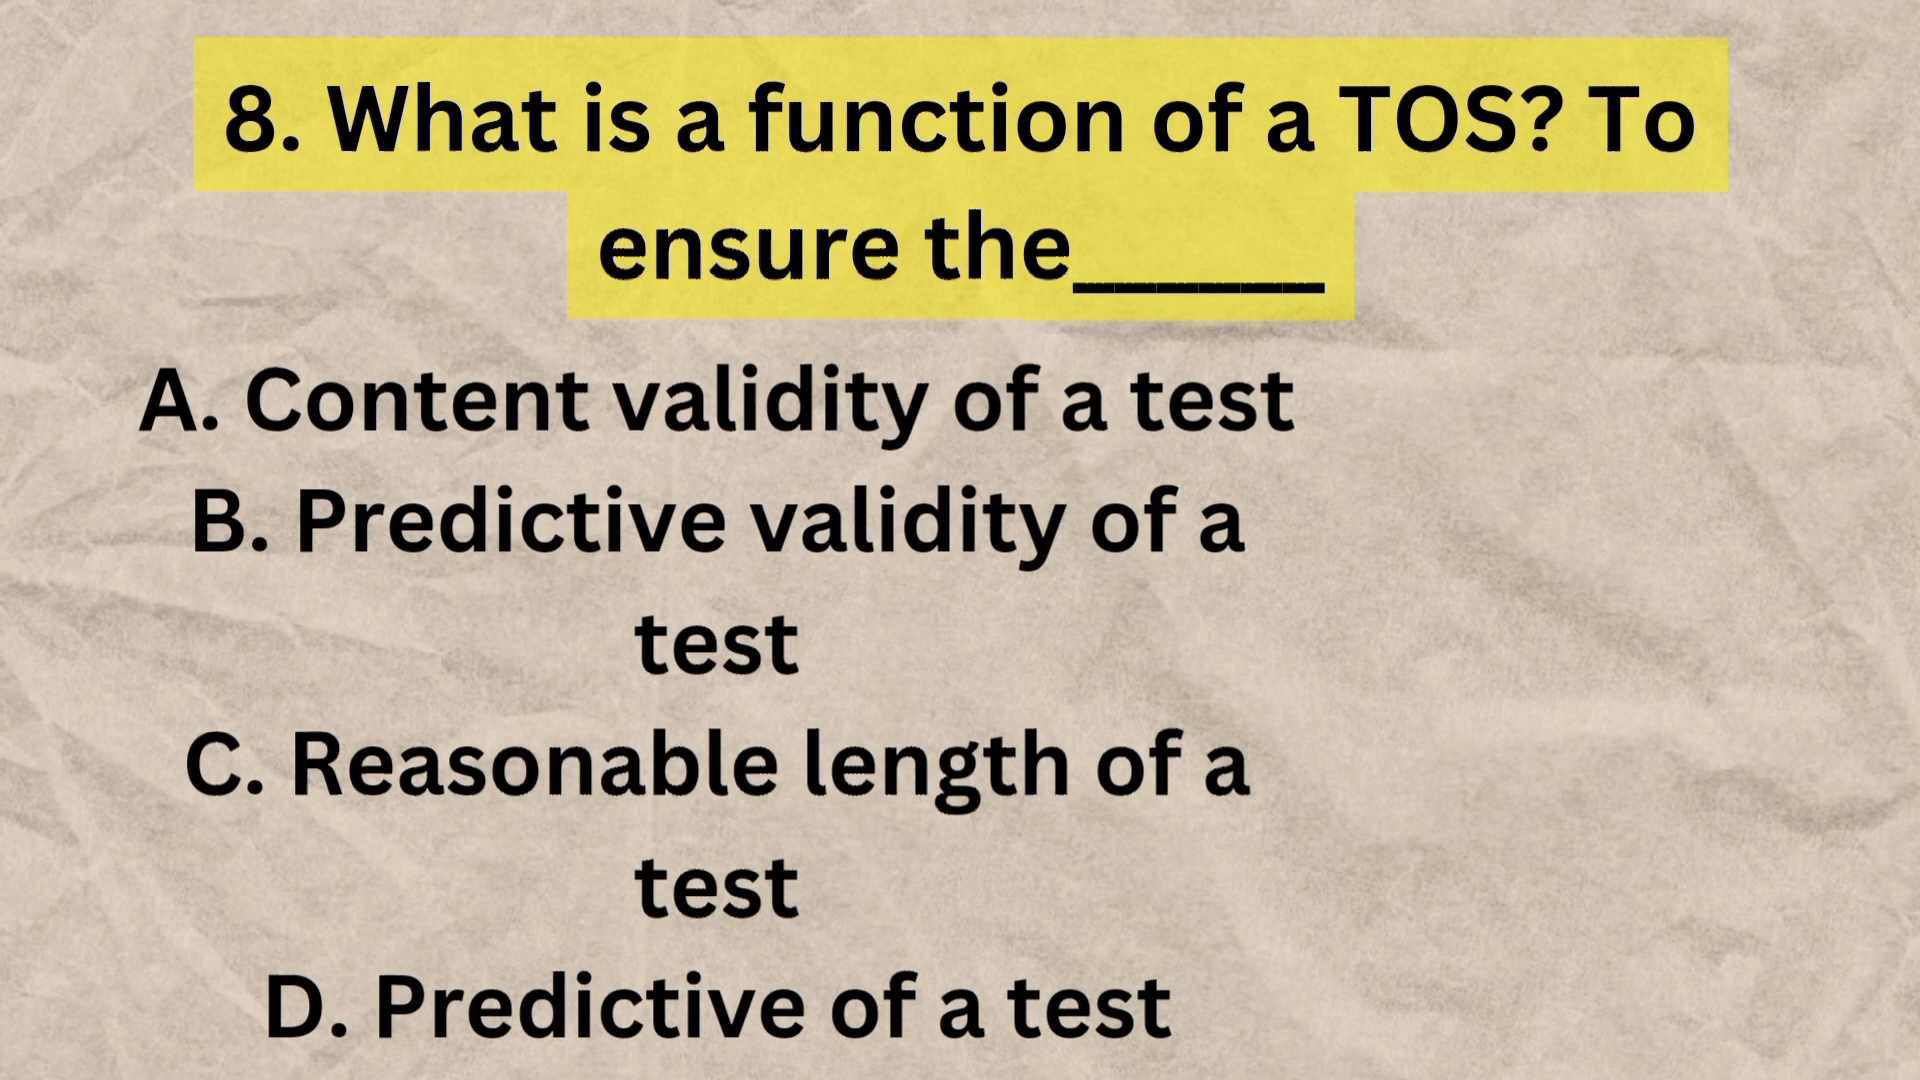 8. What is a function of a TOS? To
ensure the______
A. Content validity of a test
B. Predictive validity of a
test
C. Reasonable length of a
test
D. Predictive of a test